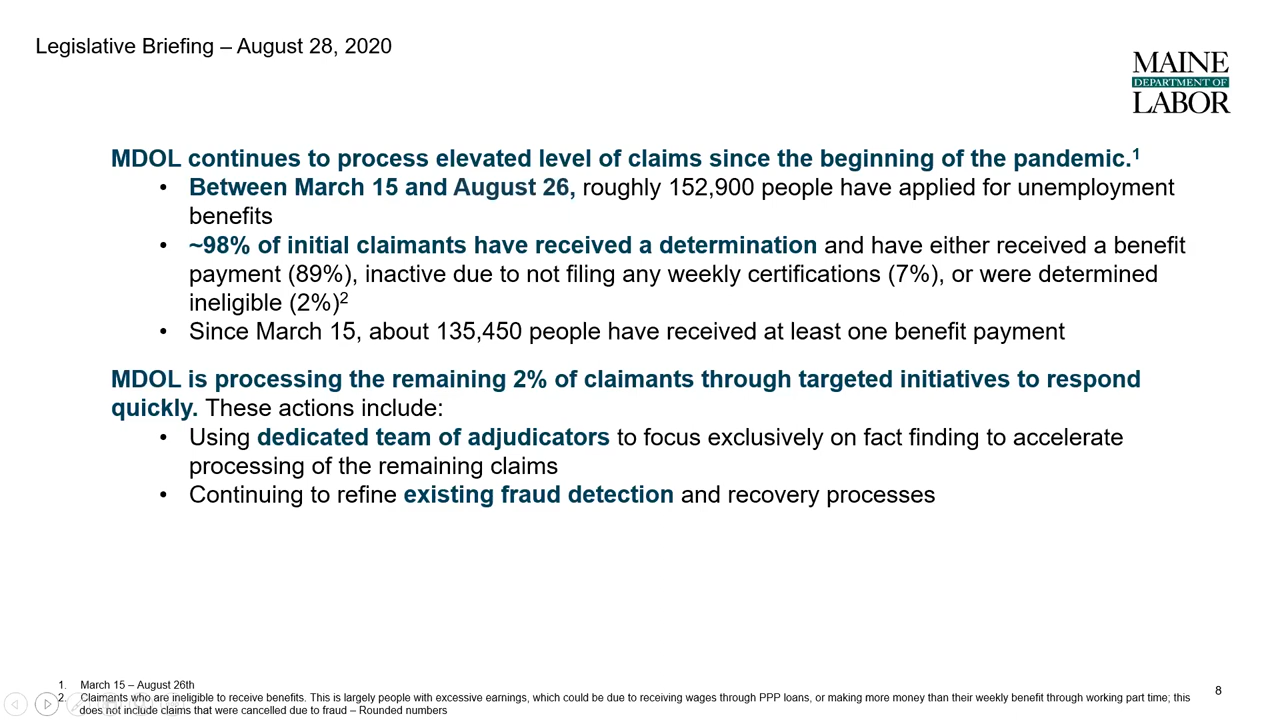 Legislative Briefing – August 28, 2020
MAINE
DEPARTMENT OF
LABOR
MDOL continues to process elevated level of claims since the beginning of the pandemic.1
• Between March 15 and August 26, roughly 152,900 people have applied for unemployment
benefits
• ~98% of initial claimants have received a determination and have either received a benefit
payment (89%), inactive due to not filing any weekly certifications (7%), or were determined
ineligible (2%)2
• Since March 15, about 135,450 people have received at least one benefit payment
MDOL is processing the remaining 2% of claimants through targeted initiatives to respond
quickly. These actions include:
• Using dedicated team of adjudicators to focus exclusively on fact finding to accelerate
processing of the remaining claims
• Continuing to refine existing fraud detection and recovery processes
1. March 15 – August 26th
2. Claimants who are ineligible to receive benefits. This is largely people with excessive earnings, which could be due to receiving wages through PPP loans, or making more money than their weekly benefit through working part time; this
does not include claims that were cancelled due to fraud – Rounded numbers
8